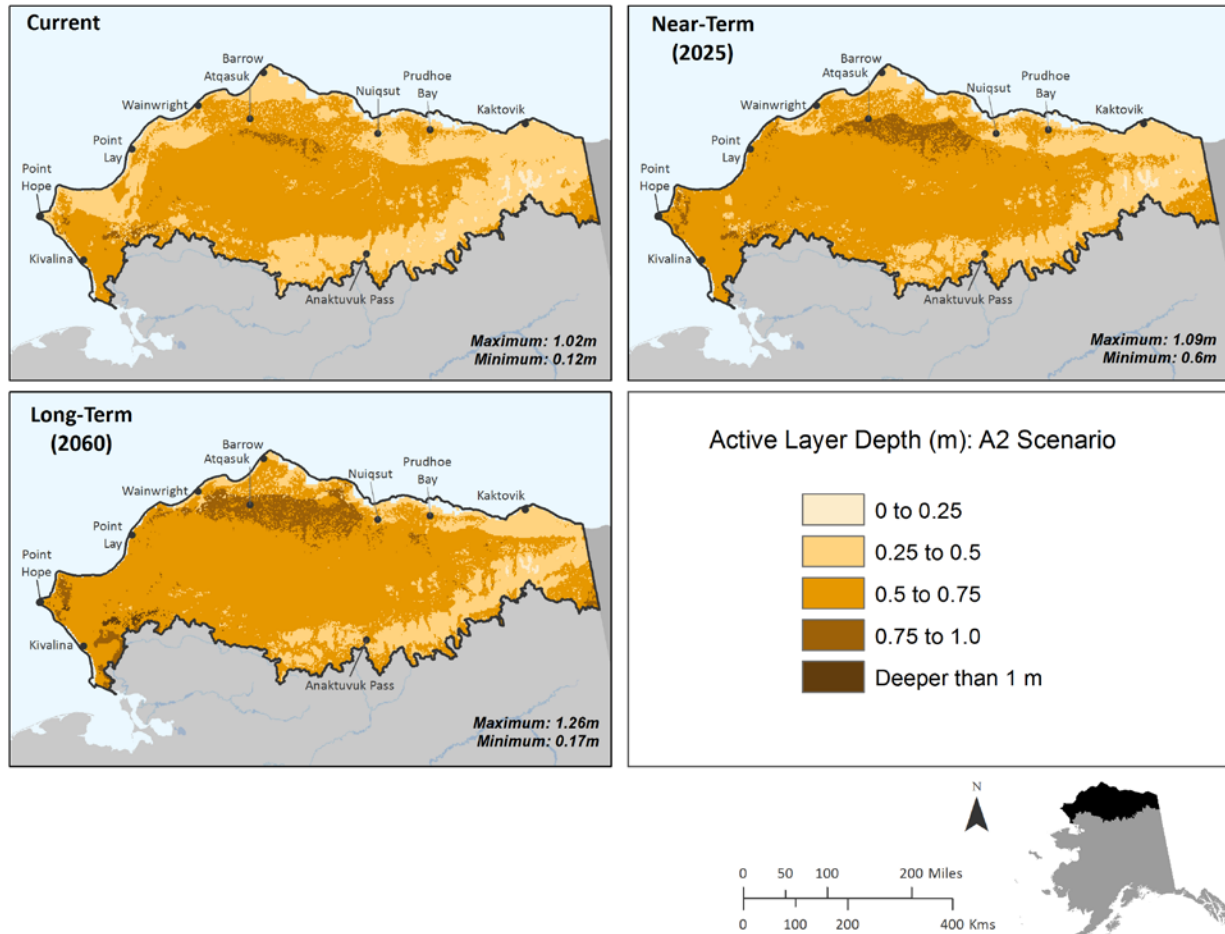 Current
Barrow
Atqasuk
Wainwright
Nuiqsut
Prudhoe
Bay
Kaktovik
Point
Lay
Point
Hope
Kivalina
Anaktuvuk Pass
Maximum: 1.02m
Minimum: 0.12m
Near-Term
(2025)
Barrow
Atqasuk
Wainwright
Nuiqsut
Prudhoe
Bay
Kaktovik
Point
Lay
Point
Hope
Kivalina
Anaktuvuk Pass
Maximum: 1.09m
Minimum: 0.6m
Long-Term
(2060)
Barrow
Atqasuk
Wainwright
Nuiqsut
Prudhoe
Bay
Kaktovik
Point
Lay
Point
Hope
Kivalina
Anaktuvuk Pass
Maximum: 1.26m
Minimum: 0.17m
Active Layer Depth (m): A2 Scenario
0 to 0.25
0.25 to 0.5
0.5 to 0.75
0.75 to 1.0
Deeper than 1 m
N
0 50 100 200 Miles
0 100 200 400 Kms